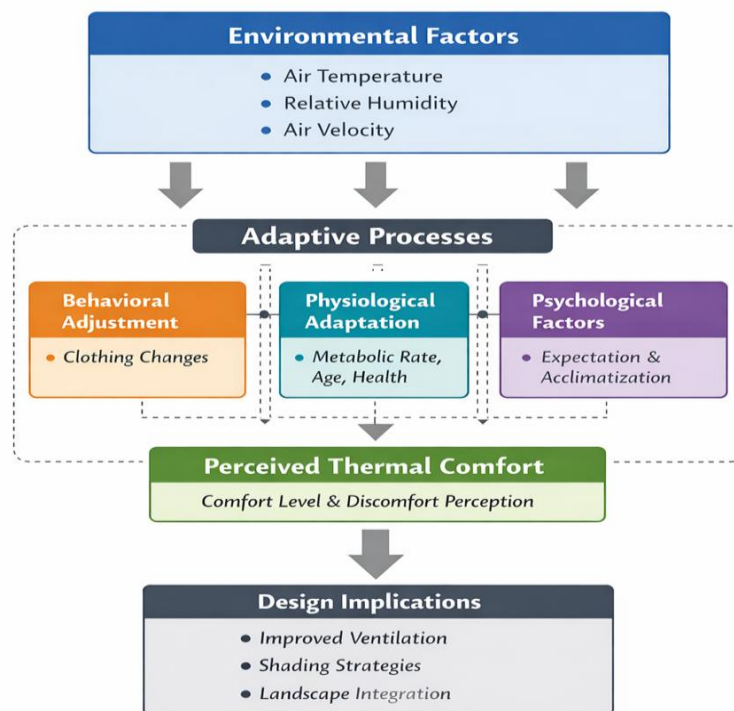 Environmental Factors
• Air Temperature
• Relative Humidity
• Air Velocity
Adaptive Processes
Behavioral
Adjustment
• Clothing Changes
Physiological
Adaptation
• Metabolic Rate,
Age, Health
Psychological
Factors
• Expectation &
Acclimatization
Perceived Thermal Comfort
Comfort Level & Discomfort Perception
Design Implications
• Improved Ventilation
• Shading Strategies
• Landscape Integration